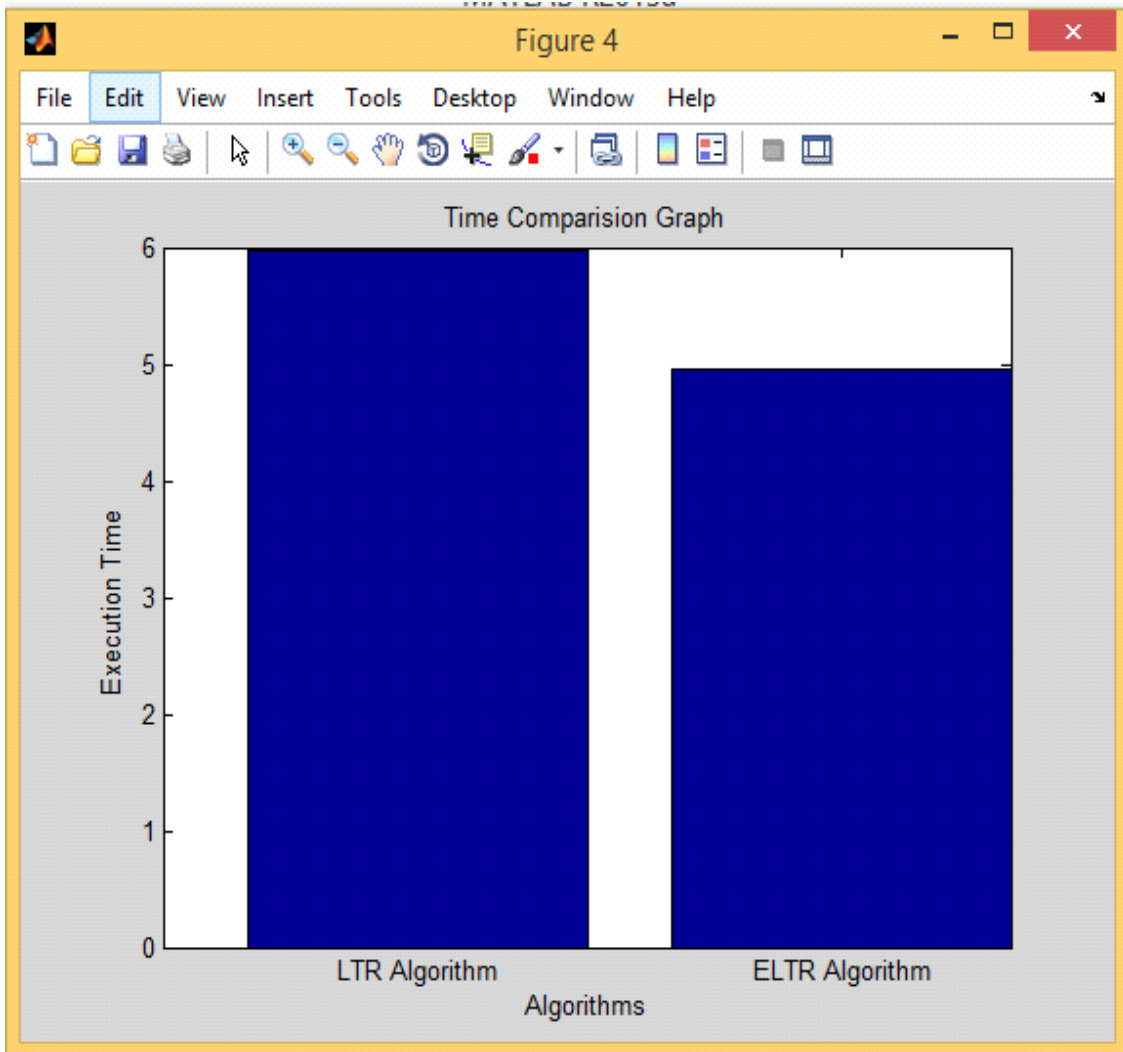 Figure 4
File Edit View Insert Tools Desktop Window Help
Time Comparision Graph
6
5
4
3
2
1
0
Execution Time
LTR Algorithm ELTR Algorithm
Algorithms